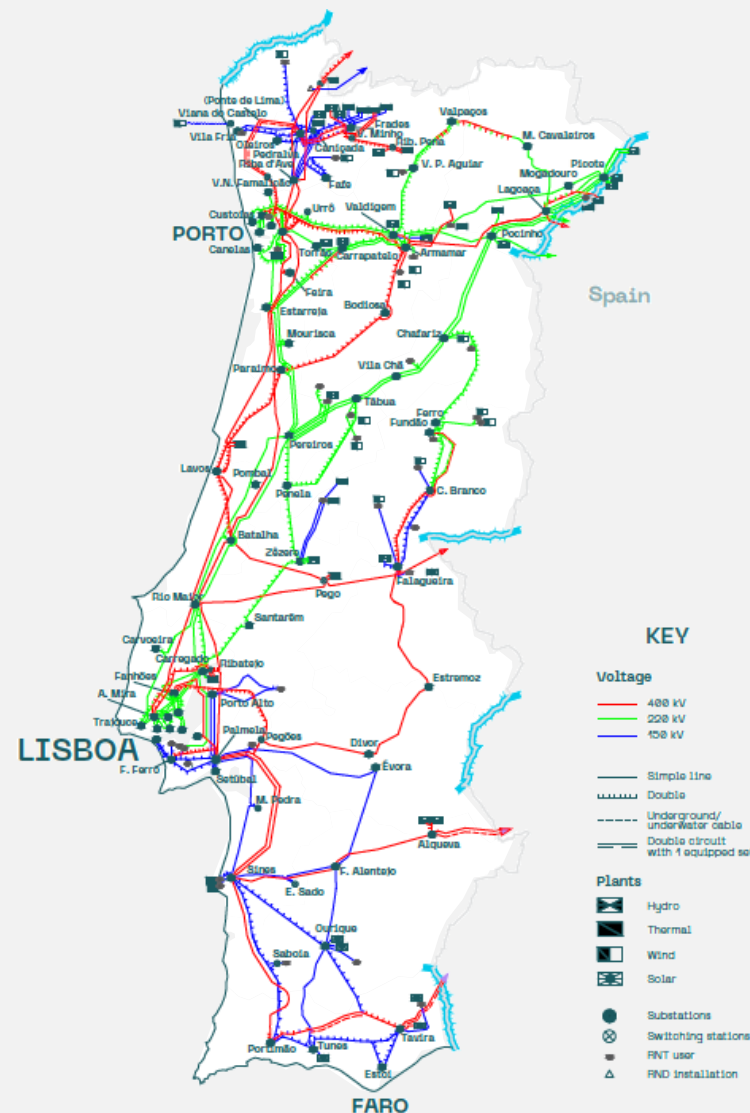 (Ponte de Lima)
Viana do Castelo
Vila Fria
Oleiros
Pedralva
Riba d'Ave
V.N. Famalicão
Frades
V. Minho
Caniçada
Rib. Pena
Fafe
Valpaços
M. Cavaleiros
V. P. Aguiar
Mogadouro
Picote
Lagoaça
Custoias
Urrô
Valdigem
PORTO
Canelas
Torrão
Carrapatelo
Armamar
Pocinho
Feira
Bodiosa
Estarreja
Mourisca
Chafariz
Spain
Paraimo
Vila Chã
Tábua
Ferro
Fundão
Pereiros
Lavos
Pombal
Penela
C. Branco
Batalha
Zêzere
Pego
Falagueira
Rio Maior
Santarém
Carvoeira
Carregado
Ribatejo
Fanhões
A. Mira
Porto Alto
Estremoz
Trajouce
LISBOA
Palmela
Pegões
Divor
Évora
F. Ferro
Setúbal
M. Pedra
Alqueva
Sines
F. Alentejo
E. Sado
Ourique
Saboia
Portimão
Tunes
Tavira
Estoi
FARO
KEY
Voltage
400 kV
220 kV
150 kV
Simple line
Double
Underground/
underwater cable
Double circuit
with 1 equipped se
Plants
Hydro
Thermal
Wind
Solar
Substations
Switching stations
RNT user
RND installation